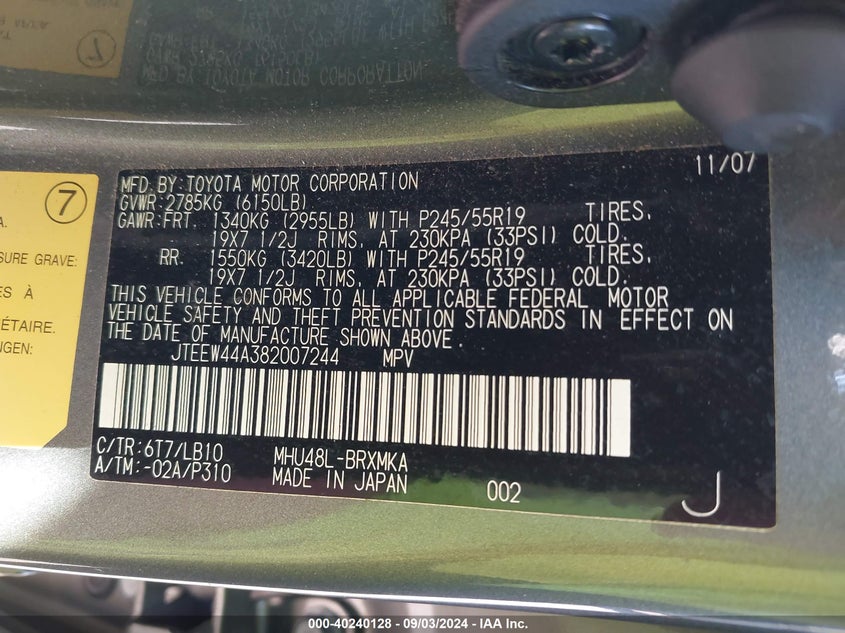 MFD.BY:TOYOTA MOTOR CORPORATION 11/07
GVWR:2785KG (6150LB)
GAWR:FRT. 1340KG (2955LB) WITH P245/55R19 TIRES,
19X7 1/2J RIMS, AT 230KPA (33PSI) COLD.
RR. 1550KG (3420LB) WITH P245/55R19 TIRES,
19X7 1/2J RIMS, AT 230KPA (33PSI) COLD.
THIS VEHICLE CONFORMS TO ALL APPLICABLE FEDERAL MOTOR
VEHICLE SAFETY AND THEFT PREVENTION STANDARDS IN EFFECT ON
THE DATE OF MANUFACTURE SHOWN ABOVE.
JTEEW44A382007244 MPV
C/TR:6T7/LB10 MHU48L-BRXMKA
A/TM:-02A/P310 MADE IN JAPAN 002 J
7
A.
SURE GRAVE:
ES À
ÉTAIRE.
NGEN:
000-40240128 - 09/03/2024 - IAA Inc.